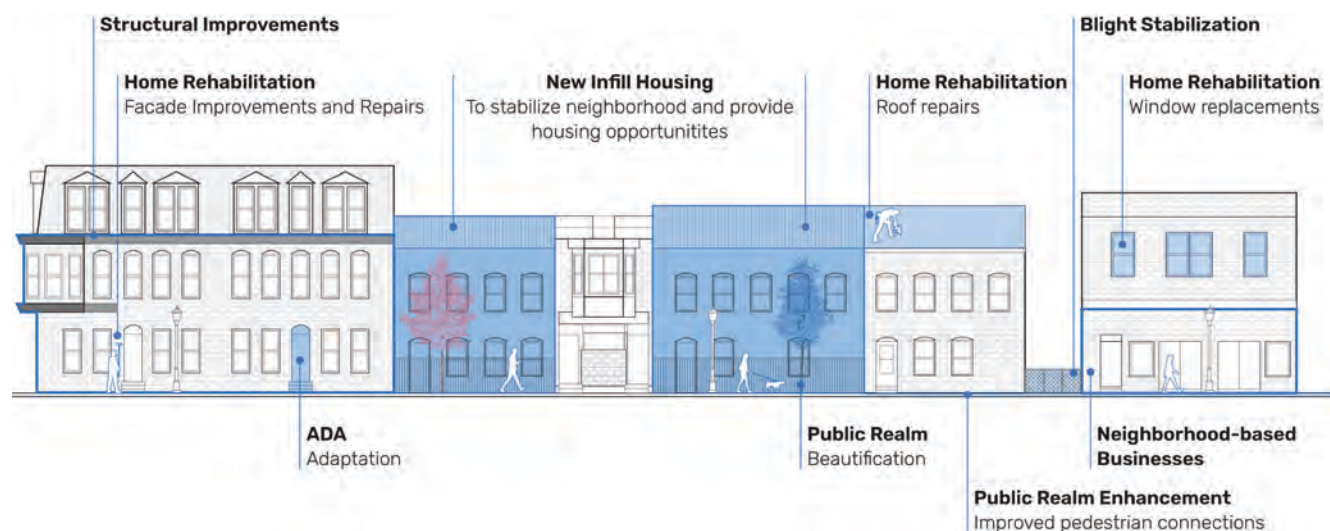 Structural Improvements
Blight Stabilization
Home Rehabilitation
Facade Improvements and Repairs
New Infill Housing
To stabilize neighborhood and provide
housing opportunitites
Home Rehabilitation
Roof repairs
Home Rehabilitation
Window replacements
ADA
Adaptation
Public Realm
Beautification
Neighborhood-based
Businesses
Public Realm Enhancement
Improved pedestrian connections